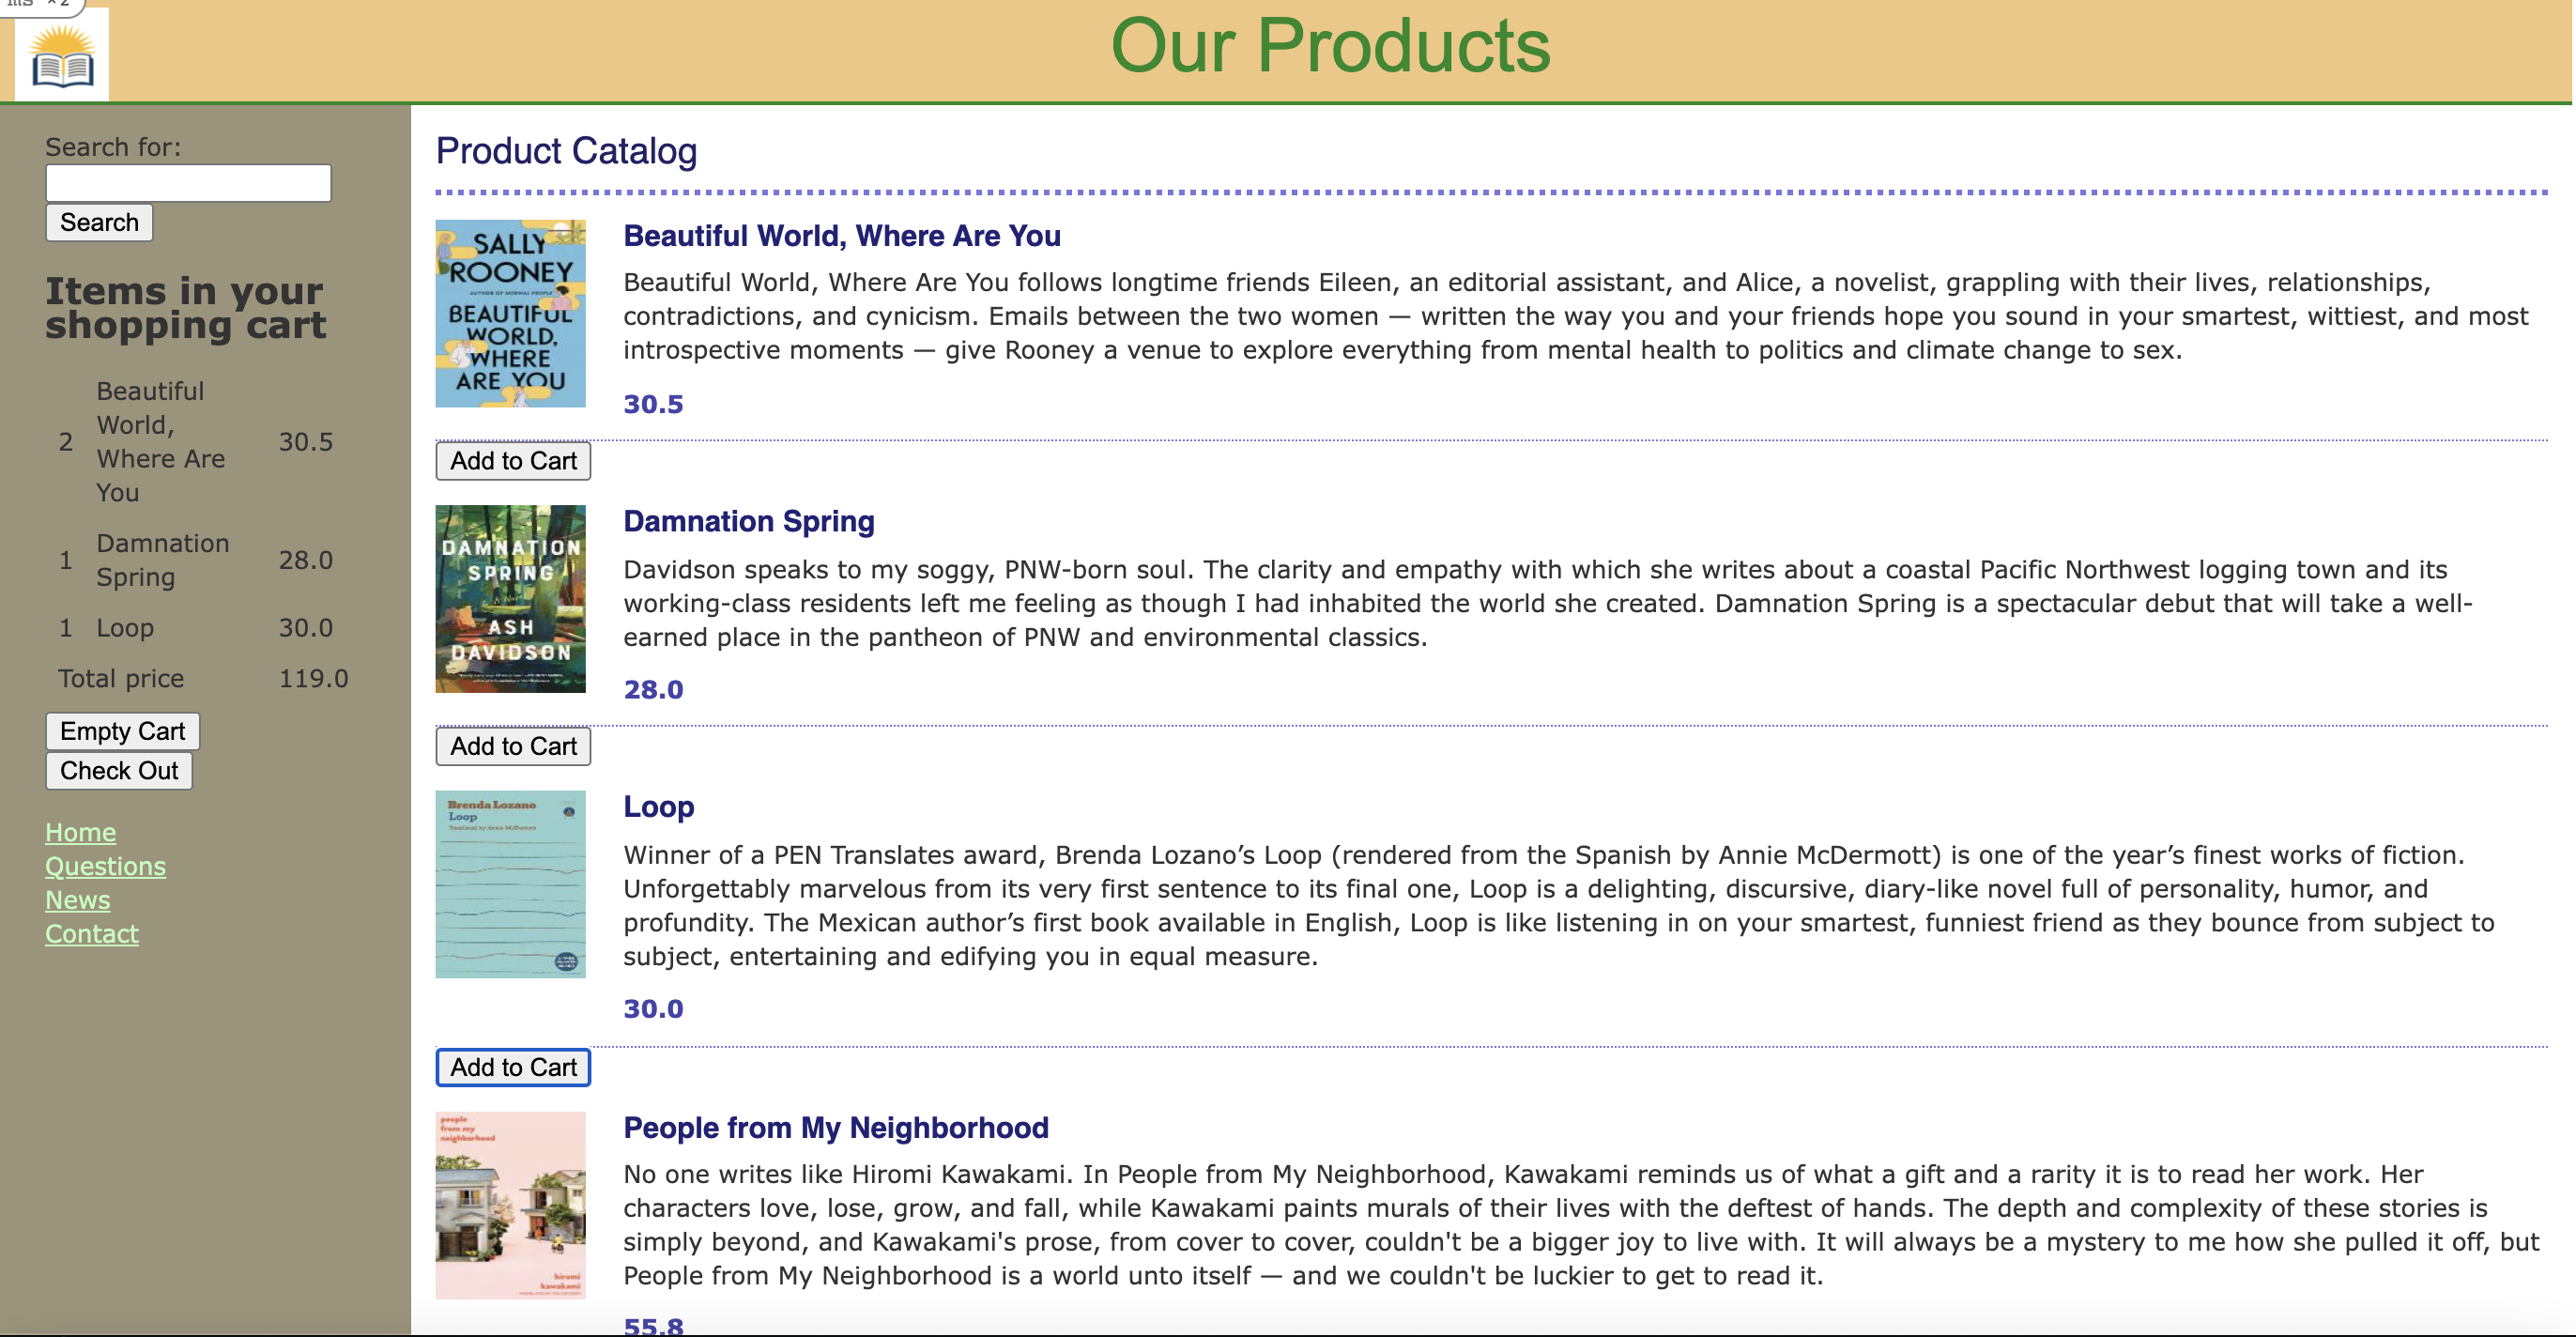 ms ×2
Our Products
Search for:
Search
Items in your
shopping cart
2 Beautiful World, Where Are You 30.5
1 Damnation Spring 28.0
1 Loop 30.0
Total price 119.0
Empty Cart
Check Out
Home
Questions
News
Contact
Product Catalog
SALLY
ROONEY
AUTHOR OF NORMAL PEOPLE
BEAUTIFUL
WORLD,
WHERE
ARE YOU
Beautiful World, Where Are You
Beautiful World, Where Are You follows longtime friends Eileen, an editorial assistant, and Alice, a novelist, grappling with their lives, relationships,
contradictions, and cynicism. Emails between the two women — written the way you and your friends hope you sound in your smartest, wittiest, and most
introspective moments — give Rooney a venue to explore everything from mental health to politics and climate change to sex.
30.5
Add to Cart
DAMNATION
SPRING
ASH
DAVIDSON
Damnation Spring
Davidson speaks to my soggy, PNW-born soul. The clarity and empathy with which she writes about a coastal Pacific Northwest logging town and its
working-class residents left me feeling as though I had inhabited the world she created. Damnation Spring is a spectacular debut that will take a well-
earned place in the pantheon of PNW and environmental classics.
28.0
Add to Cart
Brenda Lozano
Loop
Translated by Annie McDermott
Loop
Winner of a PEN Translates award, Brenda Lozano’s Loop (rendered from the Spanish by Annie McDermott) is one of the year’s finest works of fiction.
Unforgettably marvelous from its very first sentence to its final one, Loop is a delighting, discursive, diary-like novel full of personality, humor, and
profundity. The Mexican author’s first book available in English, Loop is like listening in on your smartest, funniest friend as they bounce from subject to
subject, entertaining and edifying you in equal measure.
30.0
Add to Cart
people
from my
neighborhood
hiromi
kawakami
People from My Neighborhood
No one writes like Hiromi Kawakami. In People from My Neighborhood, Kawakami reminds us of what a gift and a rarity it is to read her work. Her
characters love, lose, grow, and fall, while Kawakami paints murals of their lives with the deftest of hands. The depth and complexity of these stories is
simply beyond, and Kawakami's prose, from cover to cover, couldn't be a bigger joy to live with. It will always be a mystery to me how she pulled it off, but
People from My Neighborhood is a world unto itself — and we couldn't be luckier to get to read it.
55.8